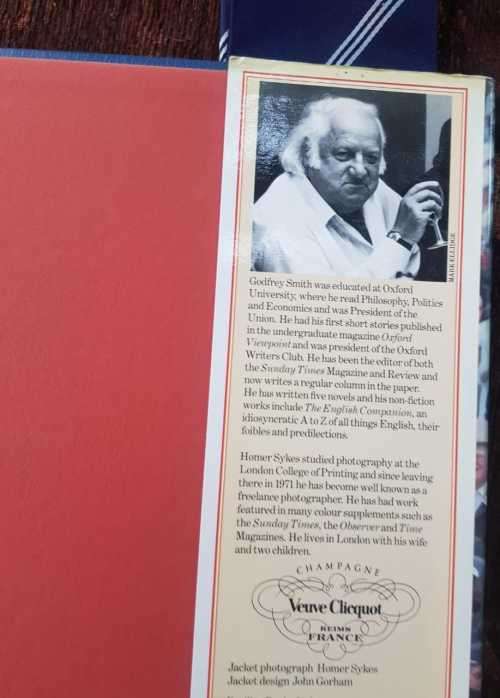 MARK ELLIDGE
Godfrey Smith was educated at Oxford
University, where he read Philosophy, Politics
and Economics and was President of the
Union. He had his first short stories published
in the undergraduate magazine Oxford
Viewpoint and was president of the Oxford
Writers Club. He has been the editor of both
the Sunday Times Magazine and Review and
now writes a regular column in the paper.
He has written five novels and his non-fiction
works include The English Companion, an
idiosyncratic A to Z of all things English, their
foibles and predilections.
Homer Sykes studied photography at the
London College of Printing and since leaving
there in 1971 he has become well known as a
freelance photographer. He has had work
featured in many colour supplements such as
the Sunday Times, the Observer and Time
Magazines. He lives in London with his wife
and two children.
CHAMPAGNE
Veuve Clicquot
REIMS
FRANCE
Jacket photograph Homer Sykes
Jacket design John Gorham